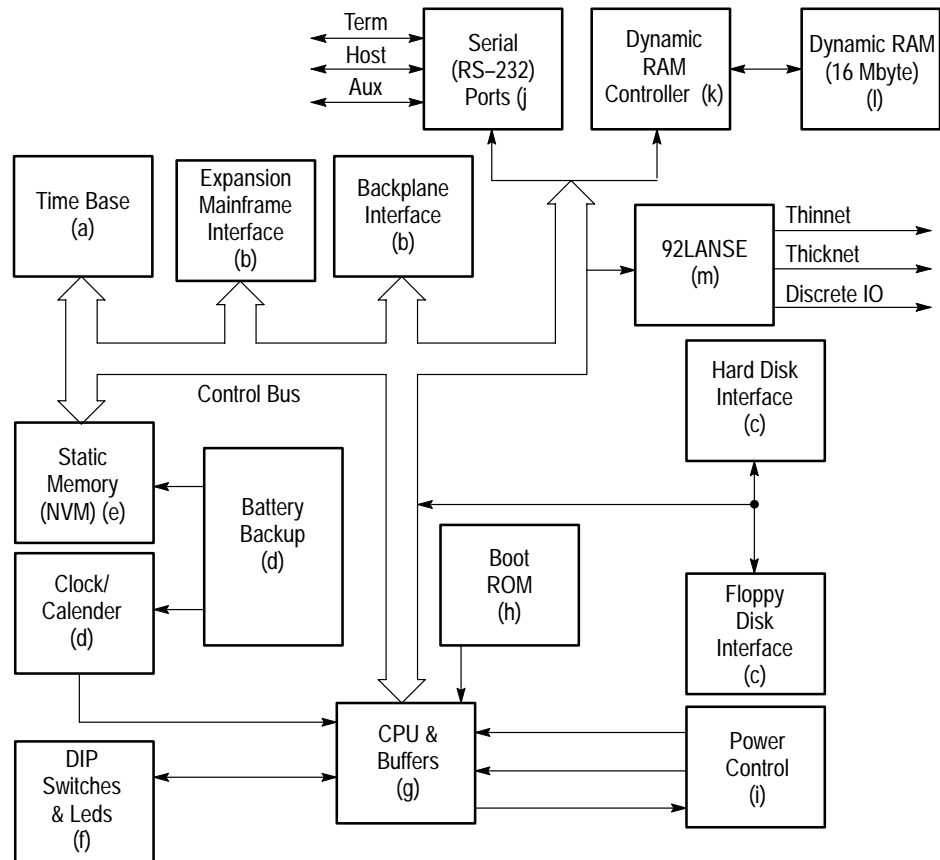 Term
Host
Aux
Serial
(RS–232)
Ports (j
Dynamic
RAM
Controller (k)
Dynamic RAM
(16 Mbyte)
(l)
Time Base
(a)
Expansion
Mainframe
Interface
(b)
Backplane
Interface
(b)
92LANSE
(m)
Thinnet
Thicknet
Discrete IO
Control Bus
Hard Disk
Interface
(c)
Static
Memory
(NVM) (e)
Battery
Backup
(d)
Boot
ROM
(h)
Clock/
Calender
(d)
Floppy
Disk
Interface
(c)
CPU &
Buffers
(g)
Power
Control
(i)
DIP
Switches
& Leds
(f)